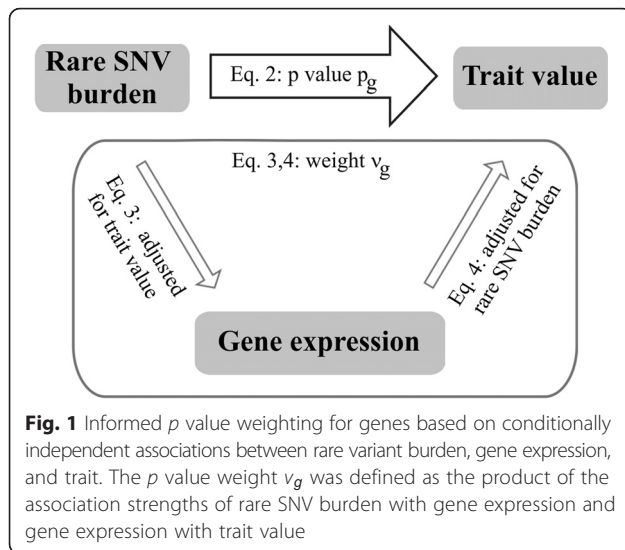 Rare SNV
burden
Eq. 2: p value p_g
Trait value
Eq. 3,4: weight ν_g
Eq. 3: adjusted
for trait value
Eq. 4: adjusted for
rare SNV burden
Gene expression
Fig. 1 Informed p value weighting for genes based on conditionally
independent associations between rare variant burden, gene expression,
and trait. The p value weight ν_g was defined as the product of the
association strengths of rare SNV burden with gene expression and
gene expression with trait value